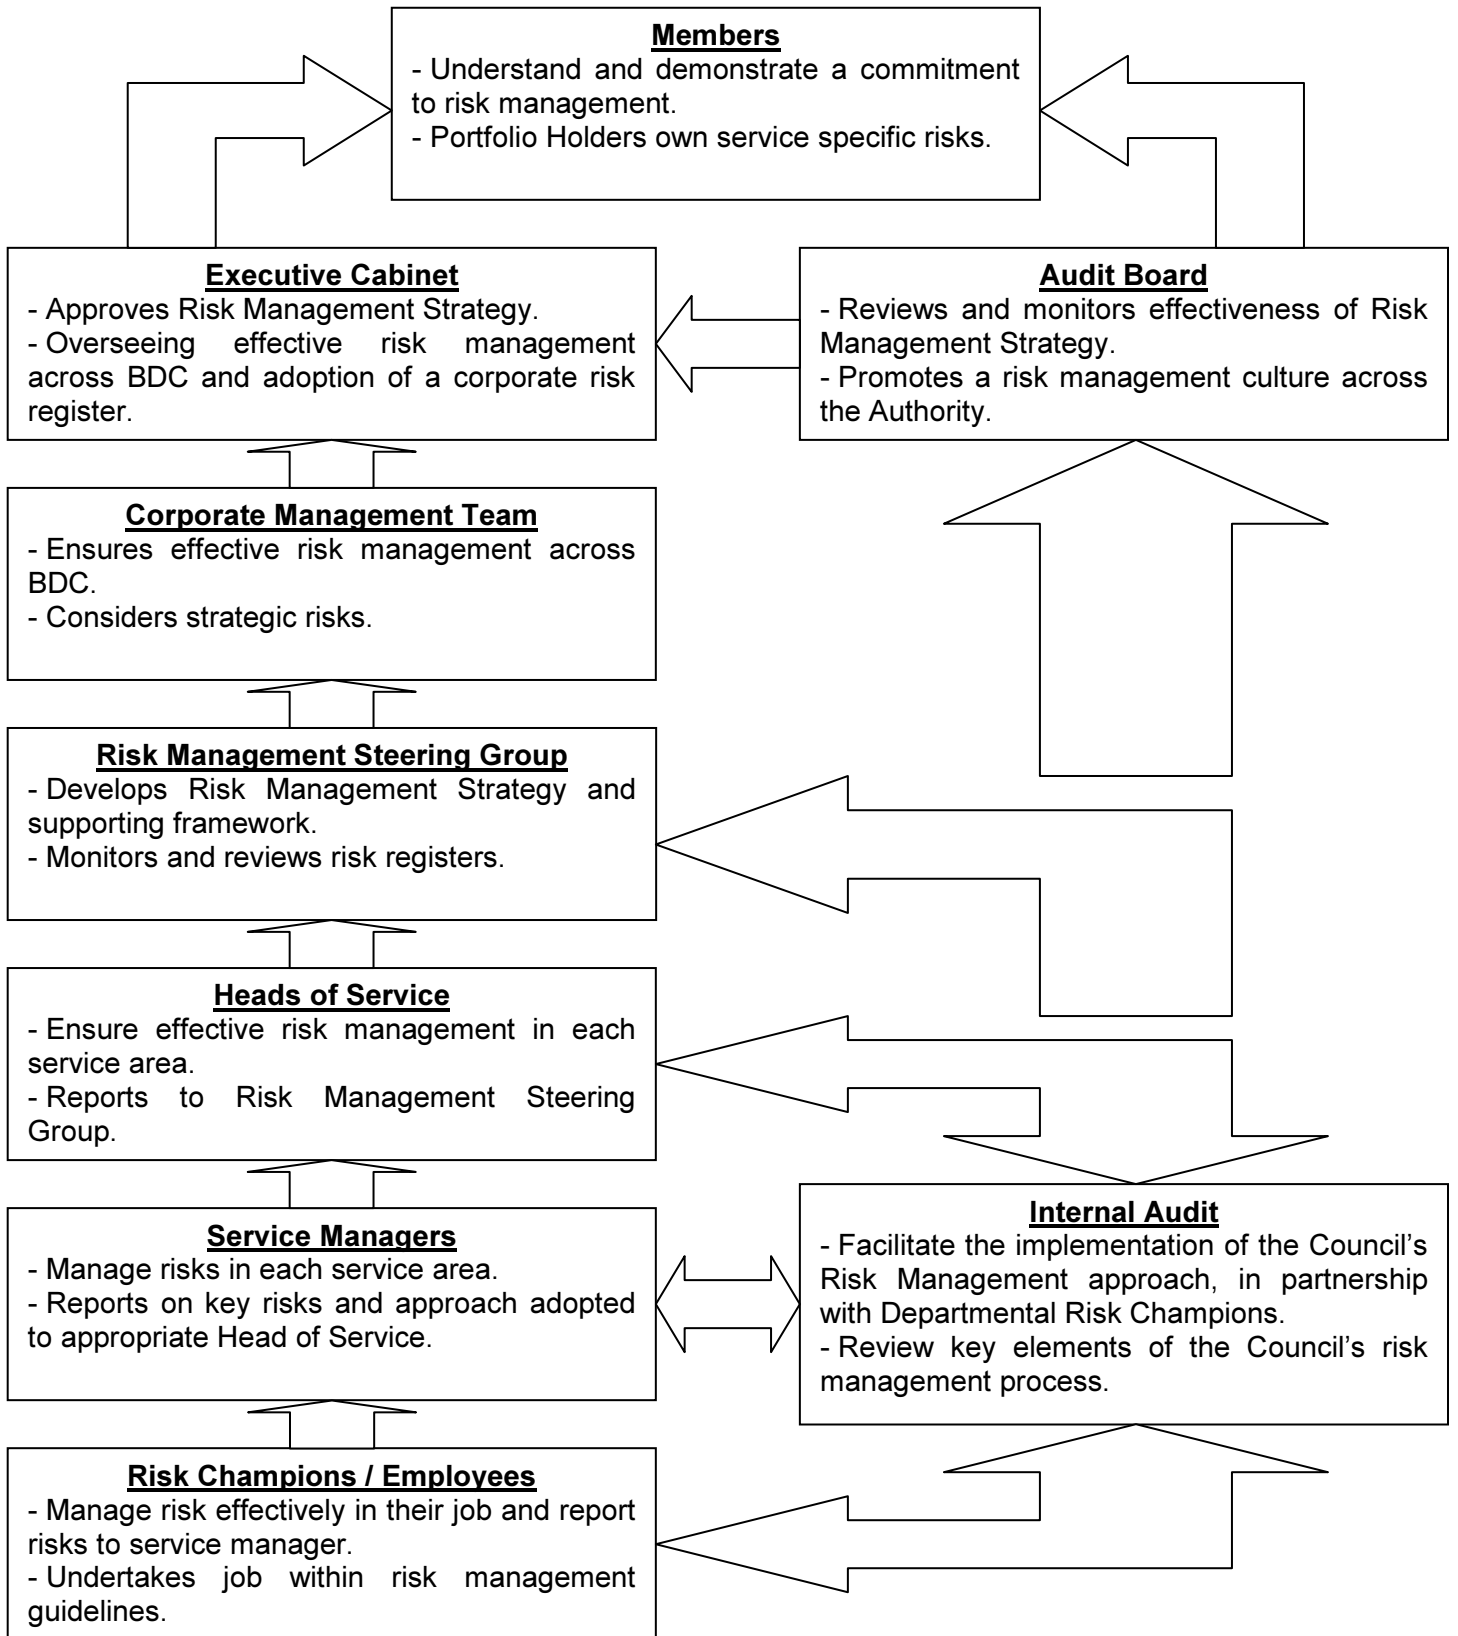 Members
- Understand and demonstrate a commitment
to risk management.
- Portfolio Holders own service specific risks.
Executive Cabinet
- Approves Risk Management Strategy.
- Overseeing effective risk management
across BDC and adoption of a corporate risk
register.
Audit Board
- Reviews and monitors effectiveness of Risk
Management Strategy.
- Promotes a risk management culture across
the Authority.
Corporate Management Team
- Ensures effective risk management across
BDC.
- Considers strategic risks.
Risk Management Steering Group
- Develops Risk Management Strategy and
supporting framework.
- Monitors and reviews risk registers.
Heads of Service
- Ensure effective risk management in each
service area.
- Reports to Risk Management Steering
Group.
Service Managers
- Manage risks in each service area.
- Reports on key risks and approach adopted
to appropriate Head of Service.
Internal Audit
- Facilitate the implementation of the Council's
Risk Management approach, in partnership
with Departmental Risk Champions.
- Review key elements of the Council's risk
management process.
Risk Champions / Employees
- Manage risk effectively in their job and report
risks to service manager.
- Undertakes job within risk management
guidelines.